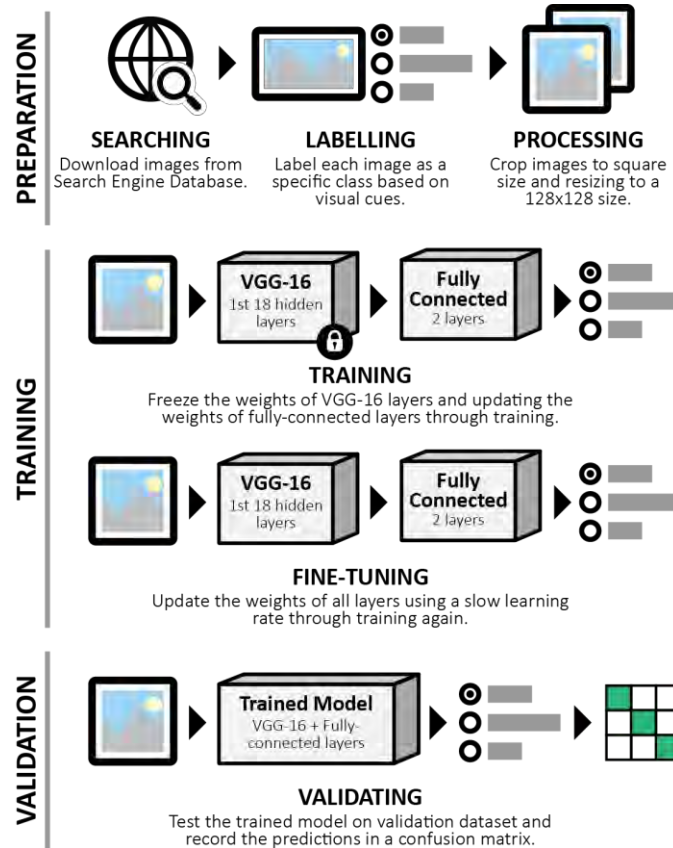 PREPARATION
SEARCHING
Download images from
Search Engine Database.
LABELLING
Label each image as a
specific class based on
visual cues.
PROCESSING
Crop images to square
size and resizing to a
128x128 size.
TRAINING
VGG-16
1st 18 hidden
layers
Fully
Connected
2 layers
TRAINING
Freeze the weights of VGG-16 layers and updating the
weights of fully-connected layers through training.
VGG-16
1st 18 hidden
layers
Fully
Connected
2 layers
FINE-TUNING
Update the weights of all layers using a slow learning
rate through training again.
VALIDATION
Trained Model
VGG-16 + Fully-
connected layers
VALIDATING
Test the trained model on validation dataset and
record the predictions in a confusion matrix.